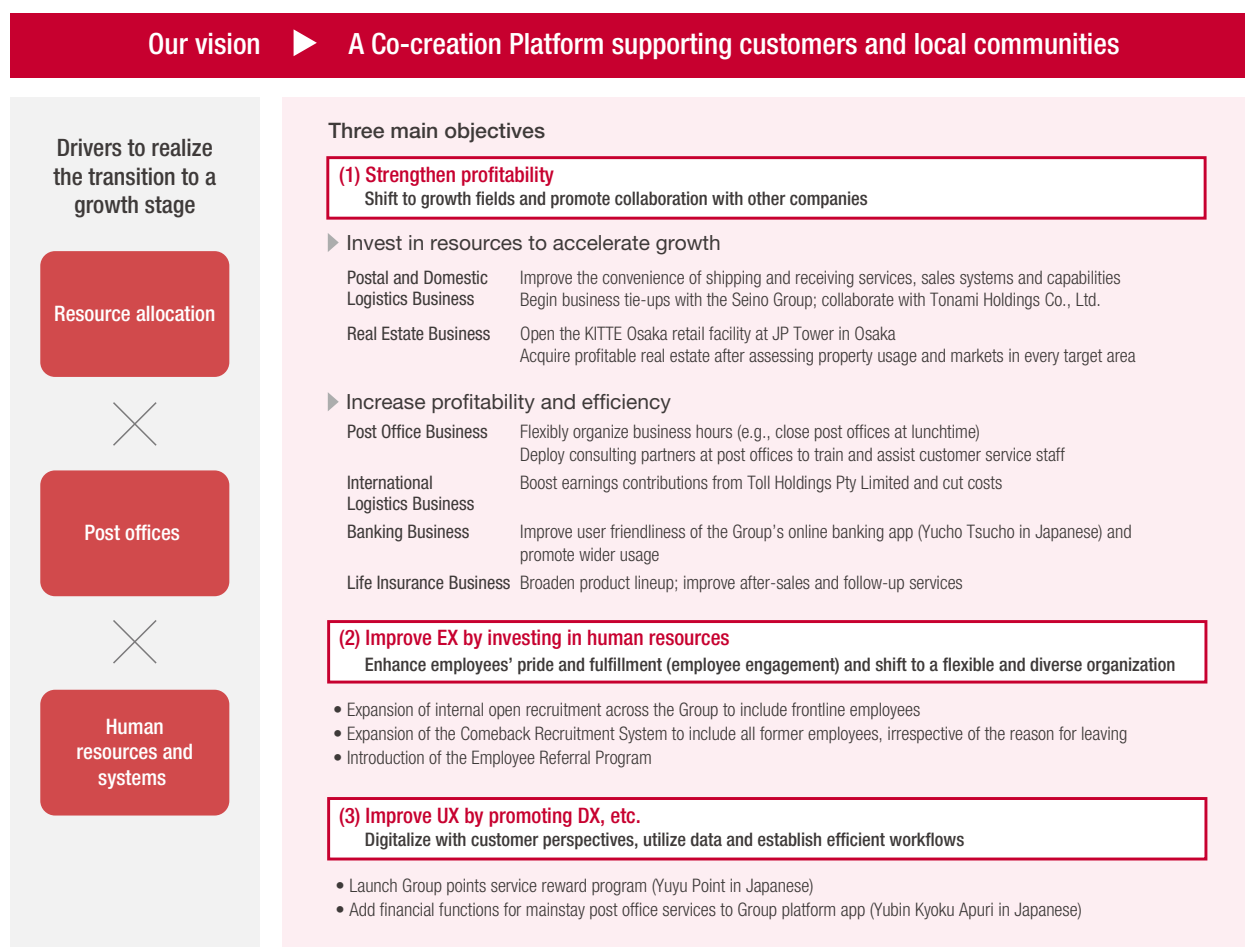 Our vision ▶ A Co-creation Platform supporting customers and local communities
Drivers to realize
the transition to a
growth stage
Resource allocation
Post offices
Human
resources and
systems
Three main objectives
(1) Strengthen profitability
Shift to growth fields and promote collaboration with other companies
Invest in resources to accelerate growth
Postal and Domestic Improve the convenience of shipping and receiving services, sales systems and capabilities
Logistics Business Begin business tie-ups with the Seino Group; collaborate with Tonami Holdings Co., Ltd.
Real Estate Business Open the KITTE Osaka retail facility at JP Tower in Osaka
Acquire profitable real estate after assessing property usage and markets in every target area
Increase profitability and efficiency
Post Office Business Flexibly organize business hours (e.g., close post offices at lunchtime)
Deploy consulting partners at post offices to train and assist customer service staff
International Boost earnings contributions from Toll Holdings Pty Limited and cut costs
Logistics Business
Banking Business Improve user friendliness of the Group's online banking app (Yucho Tsucho in Japanese) and
promote wider usage
Life Insurance Business Broaden product lineup; improve after-sales and follow-up services
(2) Improve EX by investing in human resources
Enhance employees' pride and fulfillment (employee engagement) and shift to a flexible and diverse organization
• Expansion of internal open recruitment across the Group to include frontline employees
• Expansion of the Comeback Recruitment System to include all former employees, irrespective of the reason for leaving
• Introduction of the Employee Referral Program
(3) Improve UX by promoting DX, etc.
Digitalize with customer perspectives, utilize data and establish efficient workflows
• Launch Group points service reward program (Yuyu Point in Japanese)
• Add financial functions for mainstay post office services to Group platform app (Yubin Kyoku Apuri in Japanese)